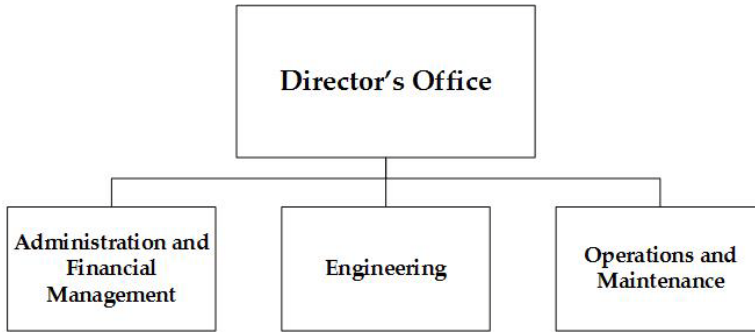 Director's Office
Administration and
Financial
Management
Engineering
Operations and
Maintenance